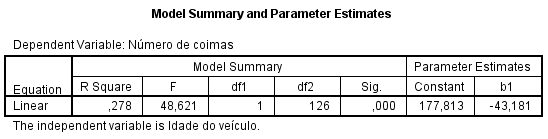 Model Summary and Parameter Estimates
Dependent Variable: Número de coimas
Equation Model Summary Parameter Estimates
R Square F df1 df2 Sig. Constant b1
Linear ,278 48,621 1 126 ,000 177,813 -43,181
The independent variable is Idade do veículo.